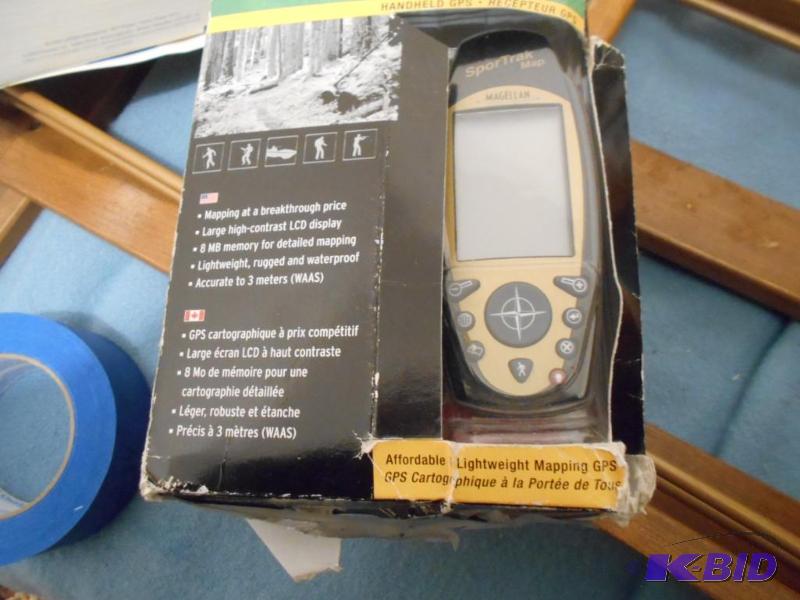 HANDHELD GPS • RÉCEPTEUR GPS
SporTrak
Map
MAGELLAN
• Mapping at a breakthrough price
• Large high-contrast LCD display
• 8 MB memory for detailed mapping
• Lightweight, rugged and waterproof
• Accurate to 3 meters (WAAS)
• GPS cartographique à prix compétitif
• Large écran LCD à haut contraste
• 8 Mo de mémoire pour une
cartographie détaillée
• Léger, robuste et étanche
• Précis à 3 mètres (WAAS)
Affordable Lightweight Mapping GPS
GPS Cartographique à la Portée de Tous
K-BID